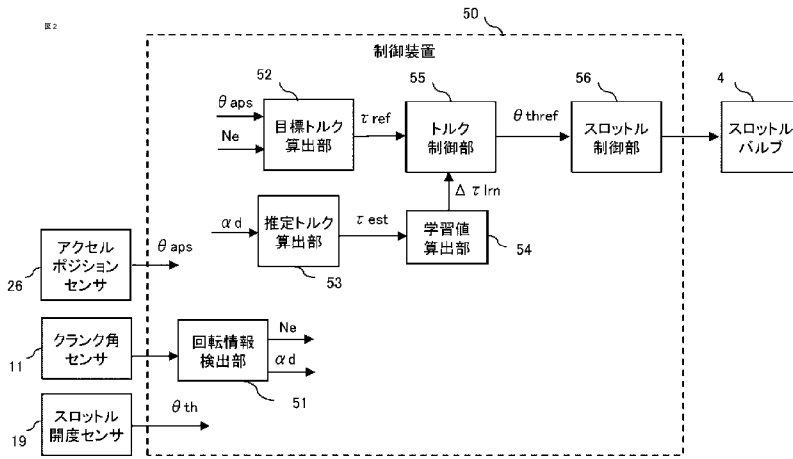 図2
50
制御装置
52
55
56
4
θaps
Ne
目標トルク
算出部
τref
トルク
制御部
θthref
スロットル
制御部
スロットル
バルブ
Δτlrn
αd
推定トルク
算出部
τest
学習値
算出部
53
54
アクセル
ポジション
センサ
θaps
26
クランク角
センサ
11
回転情報
検出部
Ne
αd
51
スロットル
開度センサ
θth
19